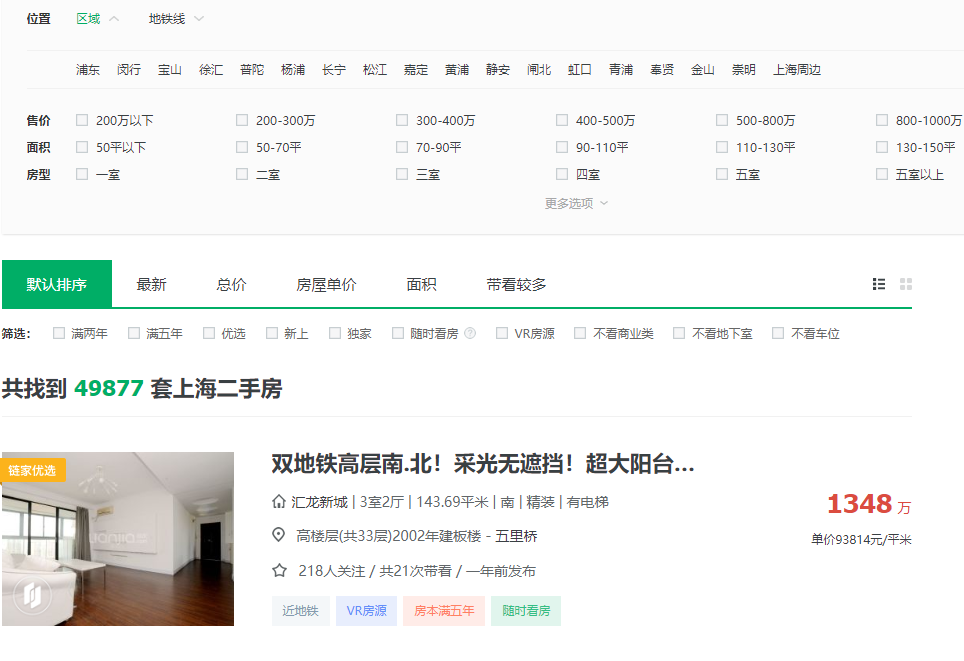 位置 区域 地铁线
浦东 闵行 宝山 徐汇 普陀 杨浦 长宁 松江 嘉定 黄浦 静安 闸北 虹口 青浦 奉贤 金山 崇明 上海周边
售价 200万以下 200-300万 300-400万 400-500万 500-800万 800-1000万
面积 50平以下 50-70平 70-90平 90-110平 110-130平 130-150平
房型 一室 二室 三室 四室 五室 五室以上
更多选项
默认排序 最新 总价 房屋单价 面积 带看较多
筛选: 满两年 满五年 优选 新上 独家 随时看房 ? VR房源 不看商业类 不看地下室 不看车位
共找到 49877 套上海二手房
链家优选
双地铁高层南.北！采光无遮挡！超大阳台...
汇龙新城 | 3室2厅 | 143.69平米 | 南 | 精装 | 有电梯
1348 万
高楼层(共33层)2002年建板楼 - 五里桥
单价93814元/平米
218人关注 / 共21次带看 / 一年前发布
近地铁 VR房源 房本满五年 随时看房